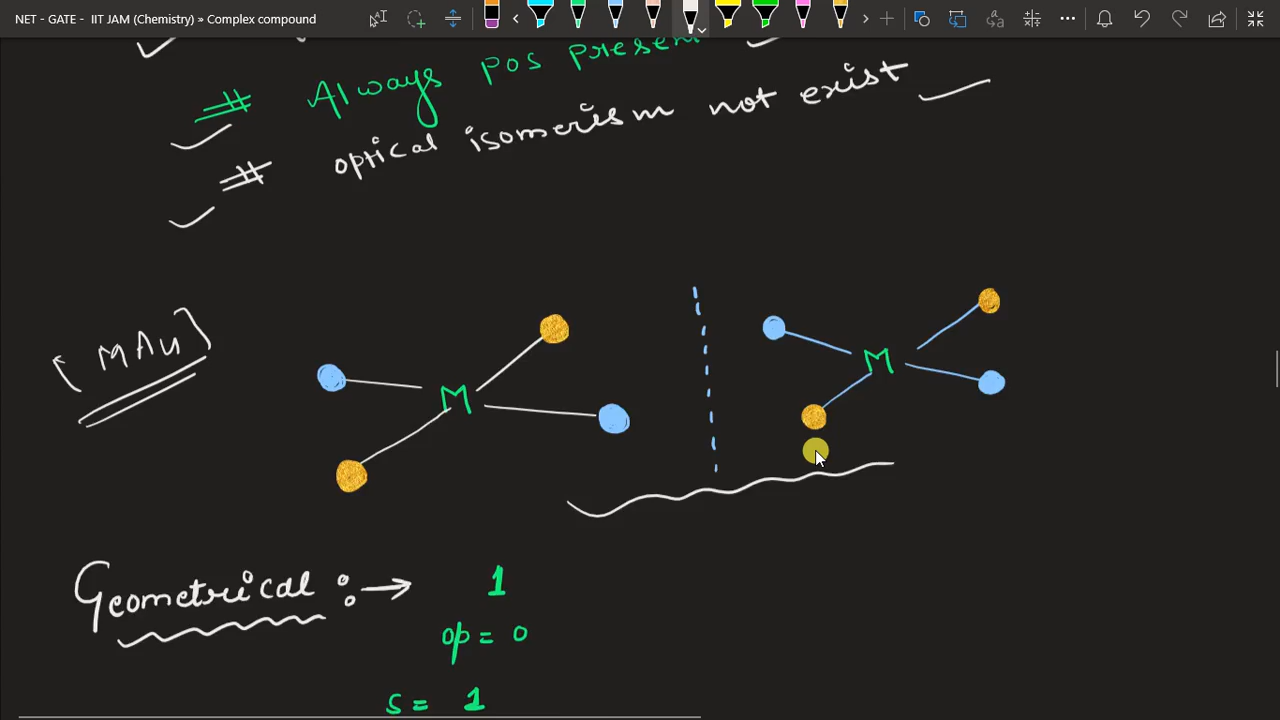 NET - GATE - IIT JAM (Chemistry) » Complex compound
# Always pos present
# optical isomerism not exist
[ MA4 ]
M
M
Geometrical :→ 1
op = 0
s = 1